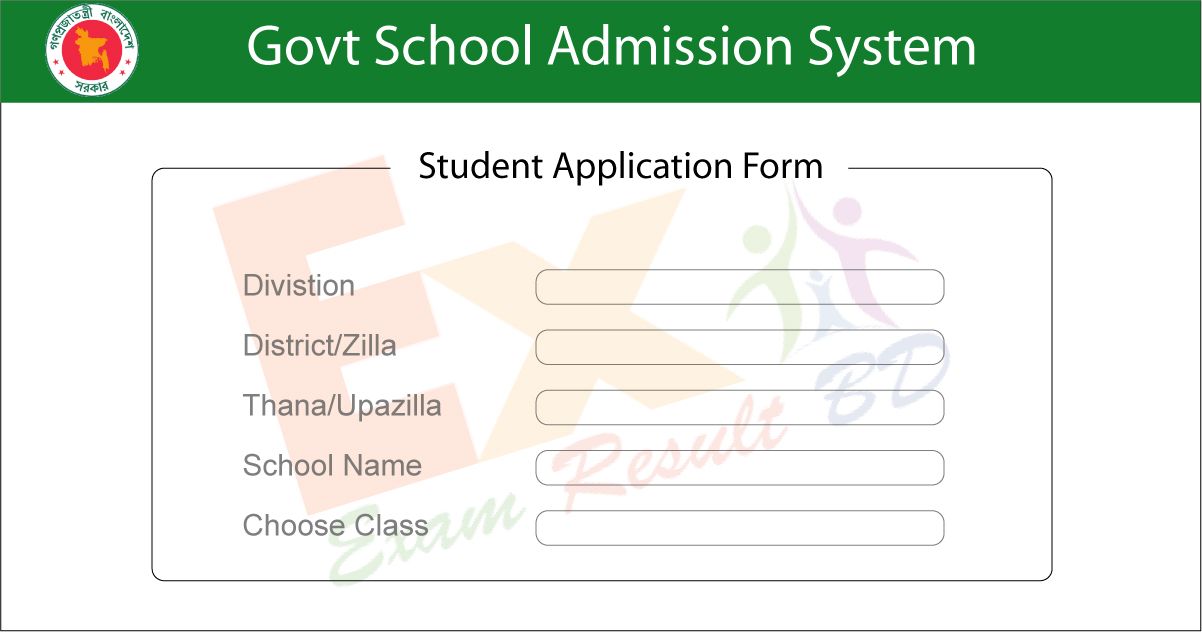 গণপ্রজাতন্ত্রী বাংলাদেশ
সরকার
Govt School Admission System
Student Application Form
Divistion
District/Zilla
Thana/Upazilla
School Name
Choose Class
Ex
Exam Result BD